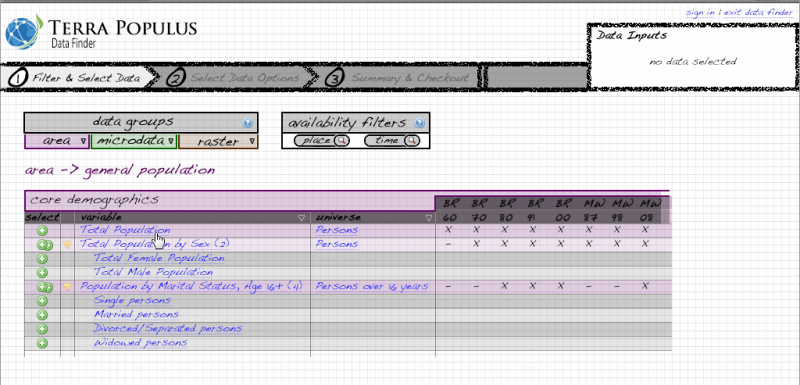 sign in | exit data finder
TERRA POPULUS
Data Finder
Data Inputs
no data selected
1 Filter & Select Data 2 Select Data Options 3 Summary & Checkout
data groups ? availability filters ?
area microdata raster place time
area -> general population
core demographics BR BR BR BR BR MW MW MW
select variable universe 60 70 80 91 00 87 98 08
Total Population Persons X X X X X X X X
Total Population by Sex (2) Persons - X X X X X X X
Total Female Population
Total Male Population
Population by Marital Status, Age 16+ (4) Persons over 16 years - - X X X - - X
Single persons
Married persons
Divorced/Separated persons
Widowed persons